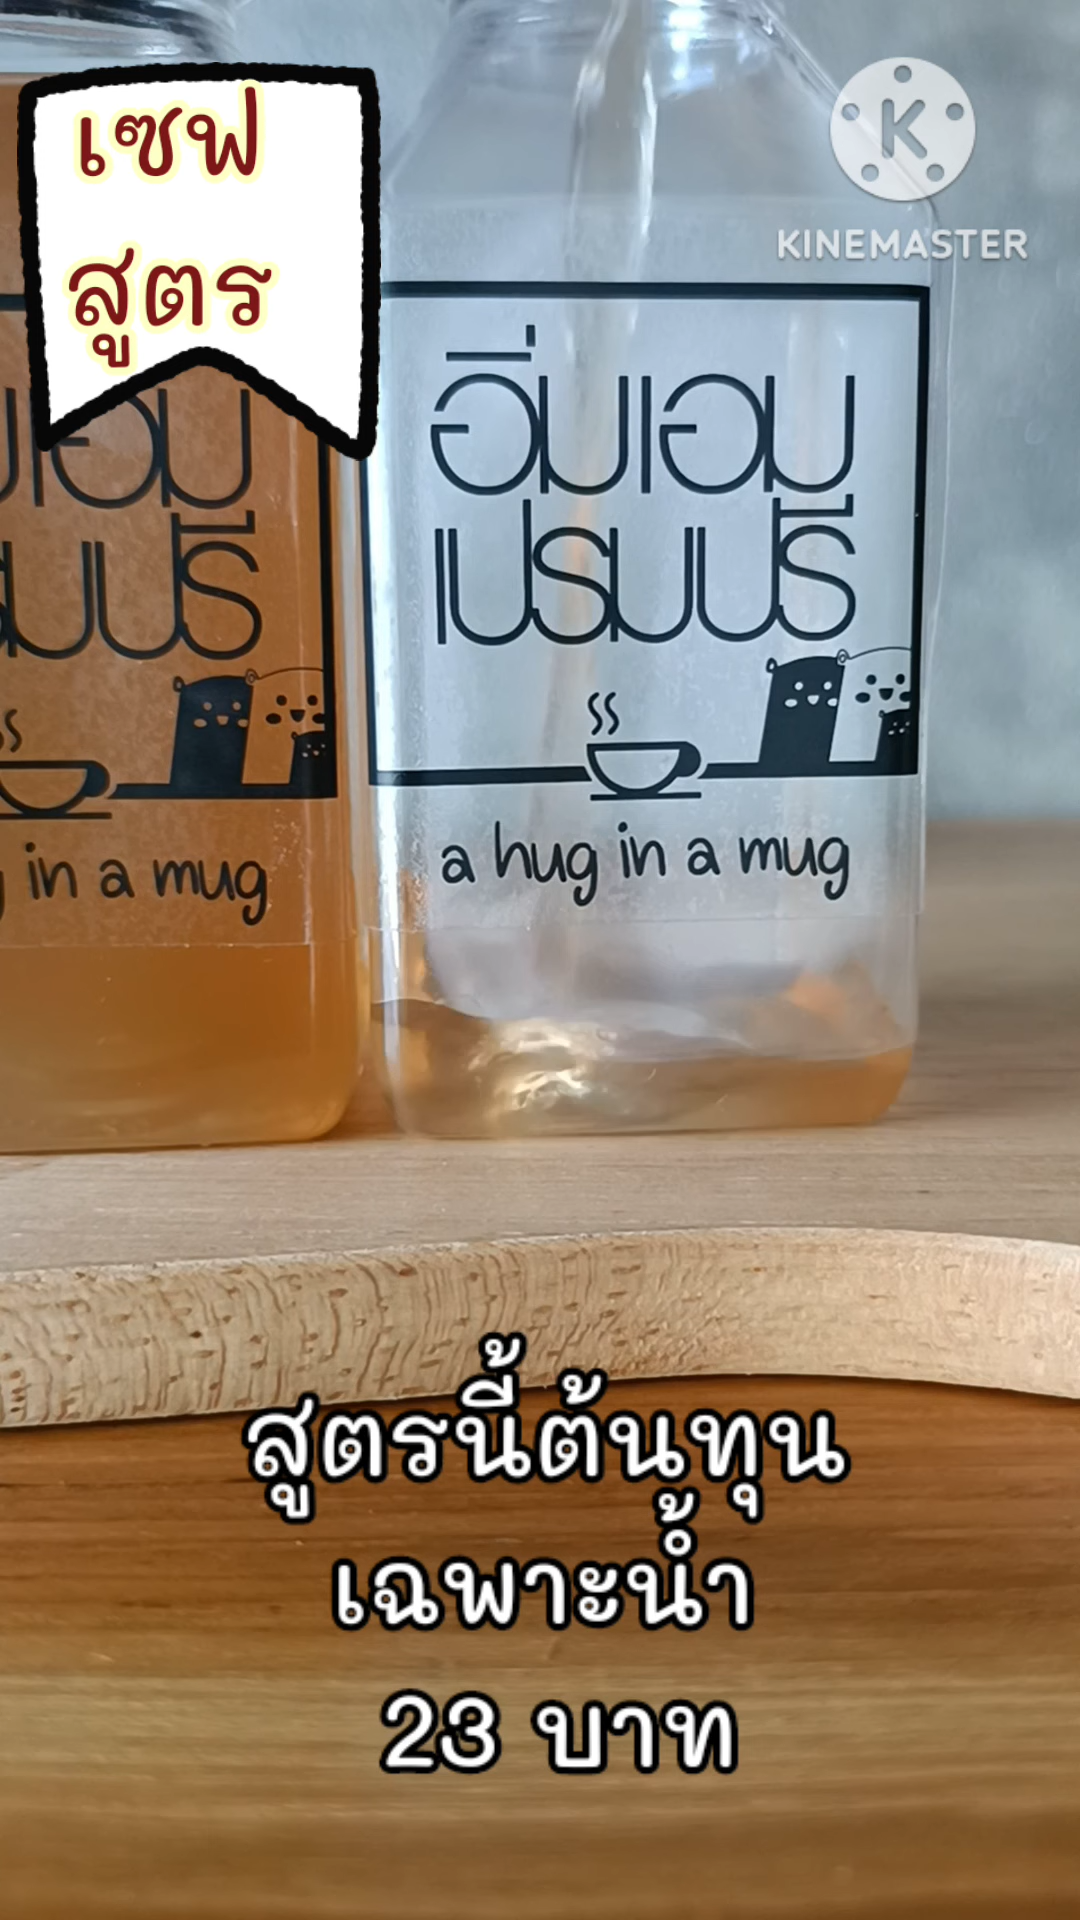 เซฟ
สูตร
KINEMASTER
อิ่มเอม
เปรมปรี
in a mug
a hug in a mug
สูตรนี้ต้นทุน
เฉพาะน้ำ
23 บาท